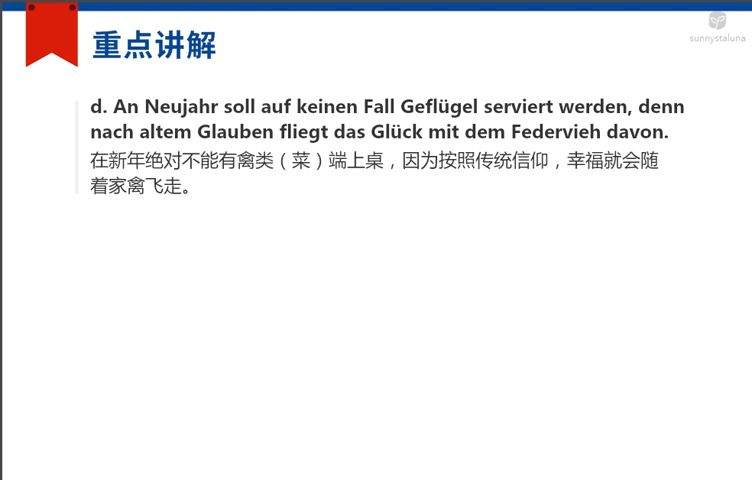 sunnystaluna
重点讲解
d. An Neujahr soll auf keinen Fall Geflügel serviert werden, denn
nach altem Glauben fliegt das Glück mit dem Federvieh davon.
在新年绝对不能有禽类（菜）端上桌，因为按照传统信仰，幸福就会随
着家禽飞走。